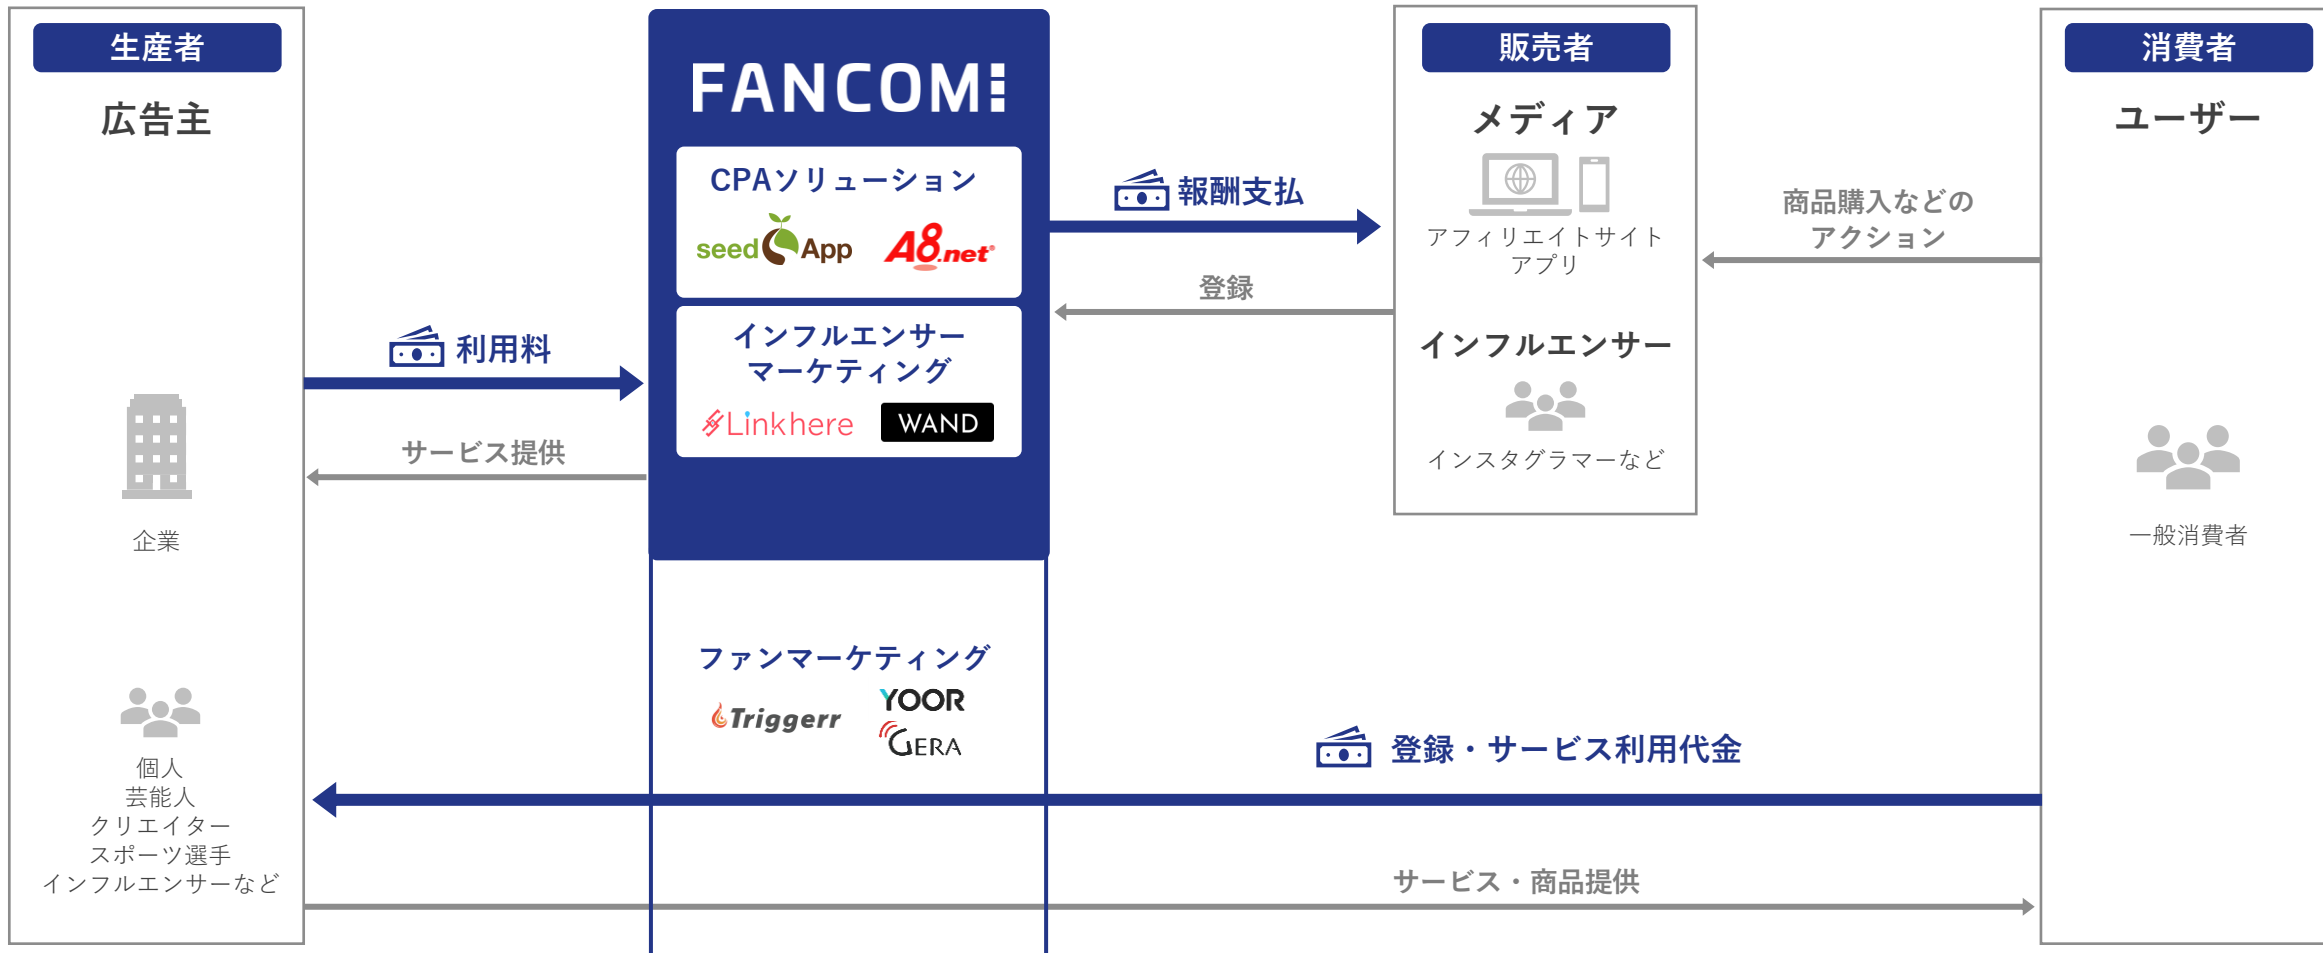 生産者
広告主
企業
個人
芸能人
クリエイター
スポーツ選手
インフルエンサーなど
利用料
サービス提供
FANCOMI
CPAソリューション
seed App
A8.net
インフルエンサー
マーケティング
Linkhere
WAND
ファンマーケティング
Triggerr
YOOR
GERA
報酬支払
登録
販売者
メディア
アフィリエイトサイト
アプリ
インフルエンサー
インスタグラマーなど
商品購入などの
アクション
登録・サービス利用代金
サービス・商品提供
消費者
ユーザー
一般消費者